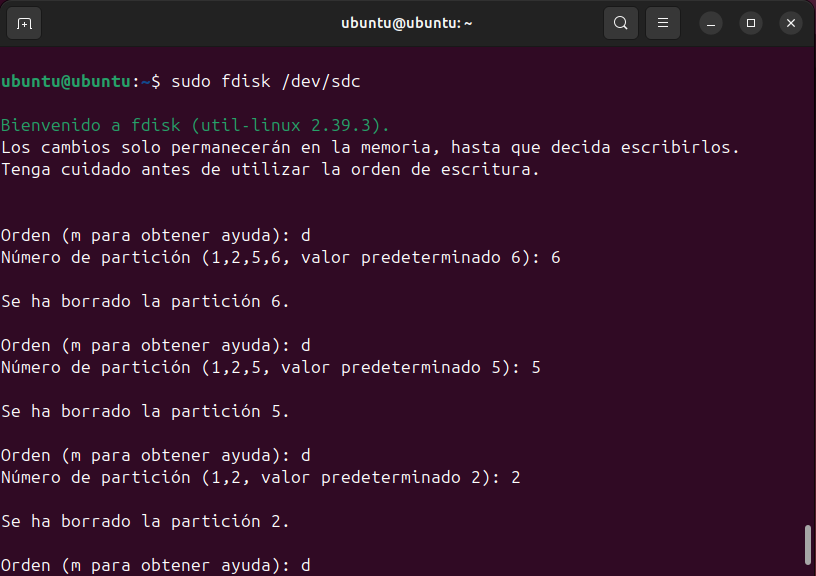 ubuntu@ubuntu: ~
ubuntu@ubuntu:~$ sudo fdisk /dev/sdc
Bienvenido a fdisk (util-linux 2.39.3).
Los cambios solo permanecerán en la memoria, hasta que decida escribirlos.
Tenga cuidado antes de utilizar la orden de escritura.
Orden (m para obtener ayuda): d
Número de partición (1,2,5,6, valor predeterminado 6): 6
Se ha borrado la partición 6.
Orden (m para obtener ayuda): d
Número de partición (1,2,5, valor predeterminado 5): 5
Se ha borrado la partición 5.
Orden (m para obtener ayuda): d
Número de partición (1,2, valor predeterminado 2): 2
Se ha borrado la partición 2.
Orden (m para obtener ayuda): d